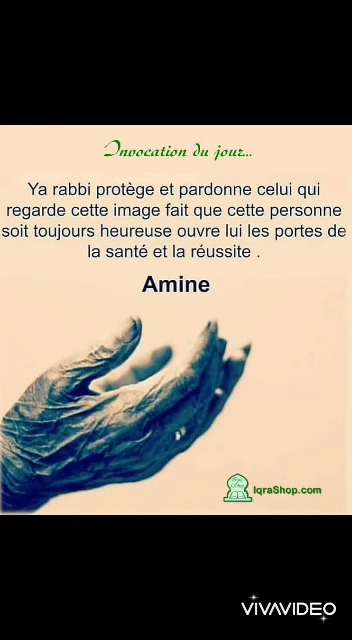 Invocation du jour...
Ya rabbi protège et pardonne celui qui
regarde cette image fait que cette personne
soit toujours heureuse ouvre lui les portes de
la santé et la réussite .
Amine
IqraShop.com
VIVAVIDEO